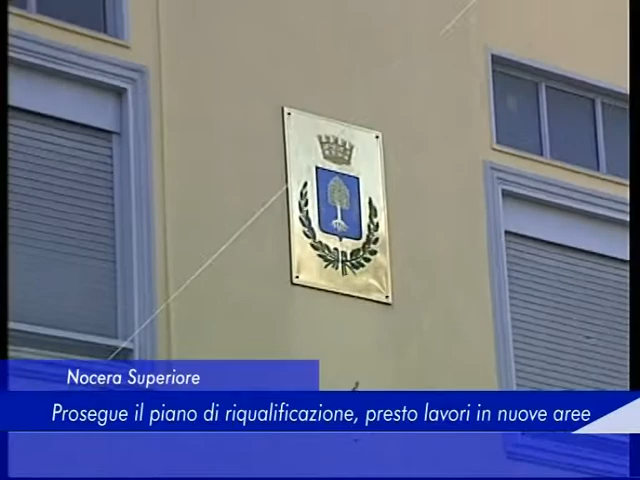 Nocera Superiore
Prosegue il piano di riqualificazione, presto lavori in nuove aree